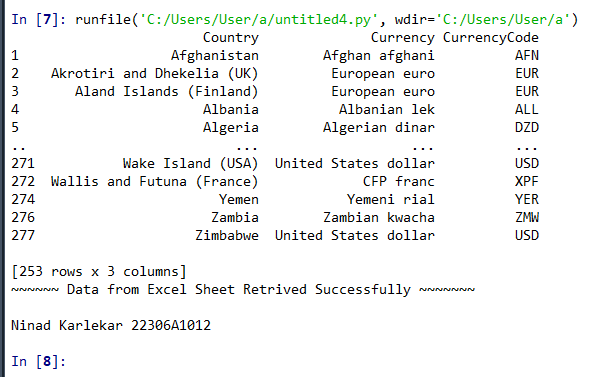 In [7]: runfile('C:/Users/User/a/untitled4.py', wdir='C:/Users/User/a')
Country Currency CurrencyCode
1 Afghanistan Afghan afghani AFN
2 Akrotiri and Dhekelia (UK) European euro EUR
3 Aland Islands (Finland) European euro EUR
4 Albania Albanian lek ALL
5 Algeria Algerian dinar DZD
.. ... ... ...
271 Wake Island (USA) United States dollar USD
272 Wallis and Futuna (France) CFP franc XPF
274 Yemen Yemeni rial YER
276 Zambia Zambian kwacha ZMW
277 Zimbabwe United States dollar USD
[253 rows x 3 columns]
~~~~~~ Data from Excel Sheet Retrived Successfully ~~~~~~~
Ninad Karlekar 22306A1012
In [8]: